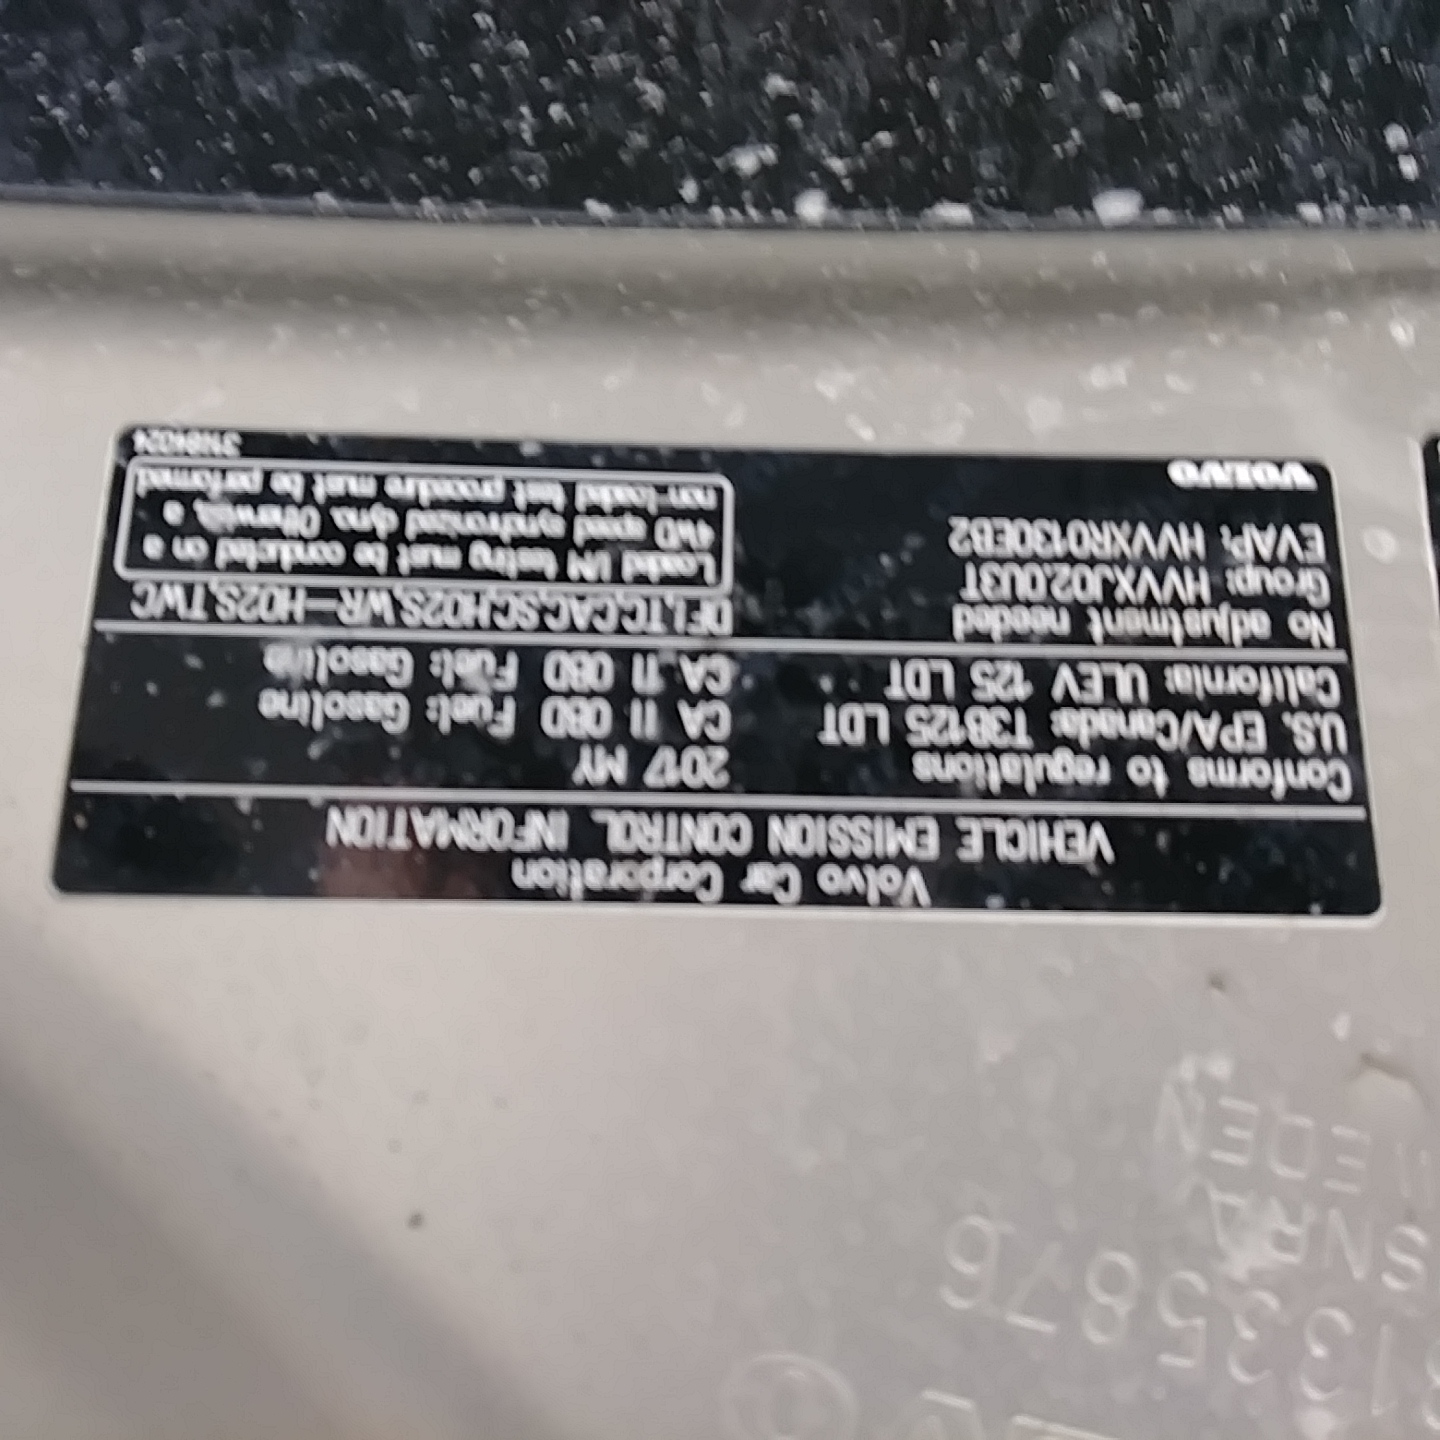 Volvo Car Corporation
VEHICLE EMISSION CONTROL INFORMATION
Conforms to regulations 2017 MY
U.S. EPA/Canada: T3B125 LDT CA 11 OBD Fuel: Gasoline
California: ULEV 125 LDT CA 11 OBD Fuel: Gasoline
No adjustment needed
Group: HVVXJ02.0U3T
EVAP: HVVXR0130EB2
VOLVO
DFI,TC,CAC,SC,HO2S,WR-HO2S,TWC
Loaded I/M testing must be conducted on a
4WD speed synchronized dyno. Otherwise, a
non-loaded test procedure must be performed
335876